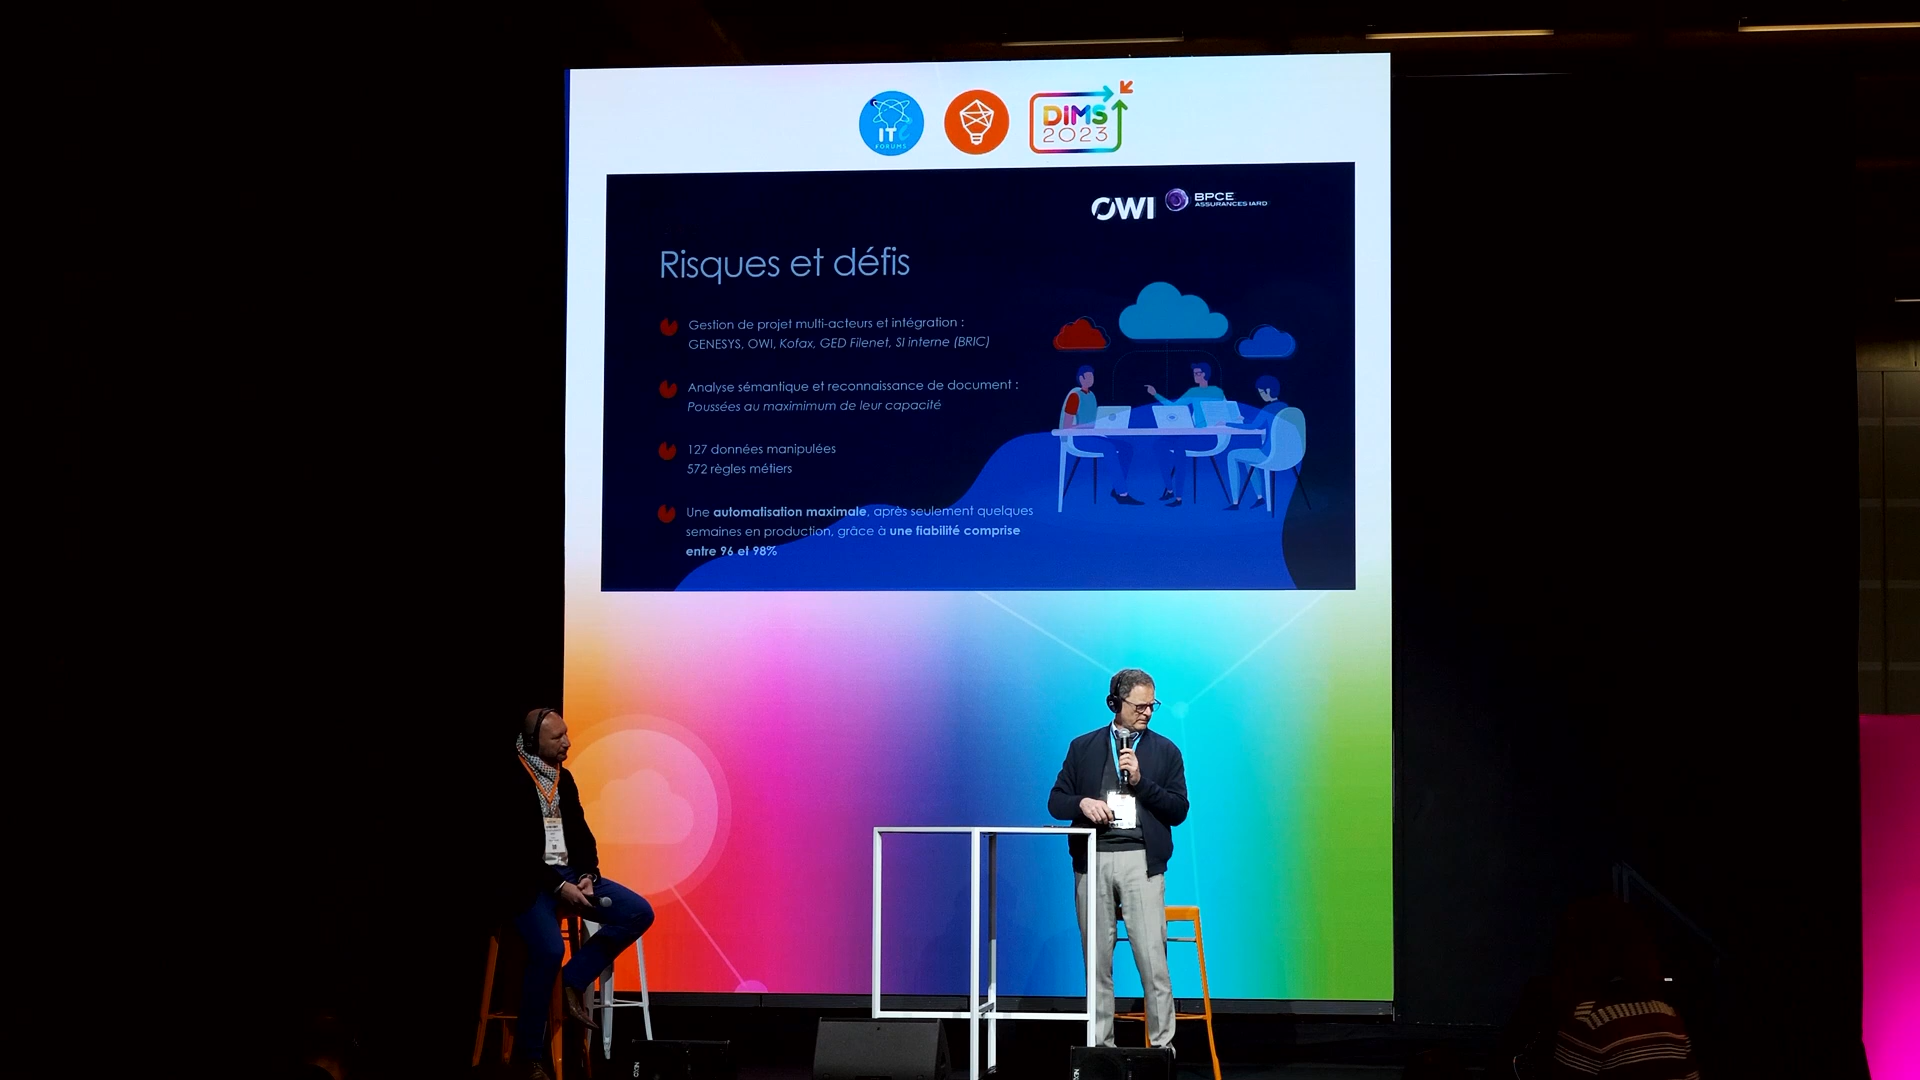 IT
FORUMS
DIMS
2023
OWI
BPCE
ASSURANCES IARD
Risques et défis
Gestion de projet multi-acteurs et intégration :
GENESYS, OWI, Kofax, GED Filenet, SI interne (BRIC)
Analyse sémantique et reconnaissance de document :
Poussées au maximimum de leur capacité
127 données manipulées
572 règles métiers
Une automatisation maximale, après seulement quelques
semaines en production, grâce à une fiabilité comprise
entre 96 et 98%
NEXO
NEXO